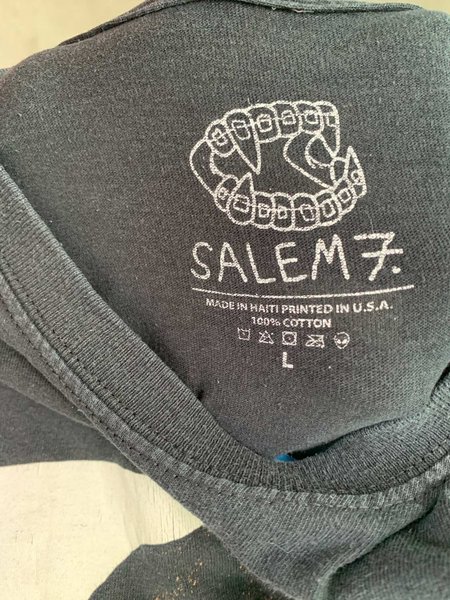 SALEM 7.
MADE IN HAITI PRINTED IN U.S.A.
100% COTTON
L